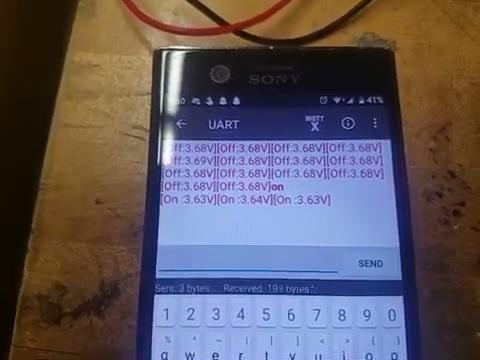 SONY
41%
UART
MQTT
X
[Off:3.68V][Off:3.68V][Off:3.68V][Off:3.68V]
[Off:3.69V][Off:3.68V][Off:3.68V][Off:3.68V]
[Off:3.68V][Off:3.68V][Off:3.68V][Off:3.68V]
[Off:3.68V][Off:3.68V]on
[On :3.63V][On :3.64V][On :3.63V]
SEND
Sent: 3 bytes
Received:
1 2 3 4 5 6 7 8 9 0
q w e r t y u i o p